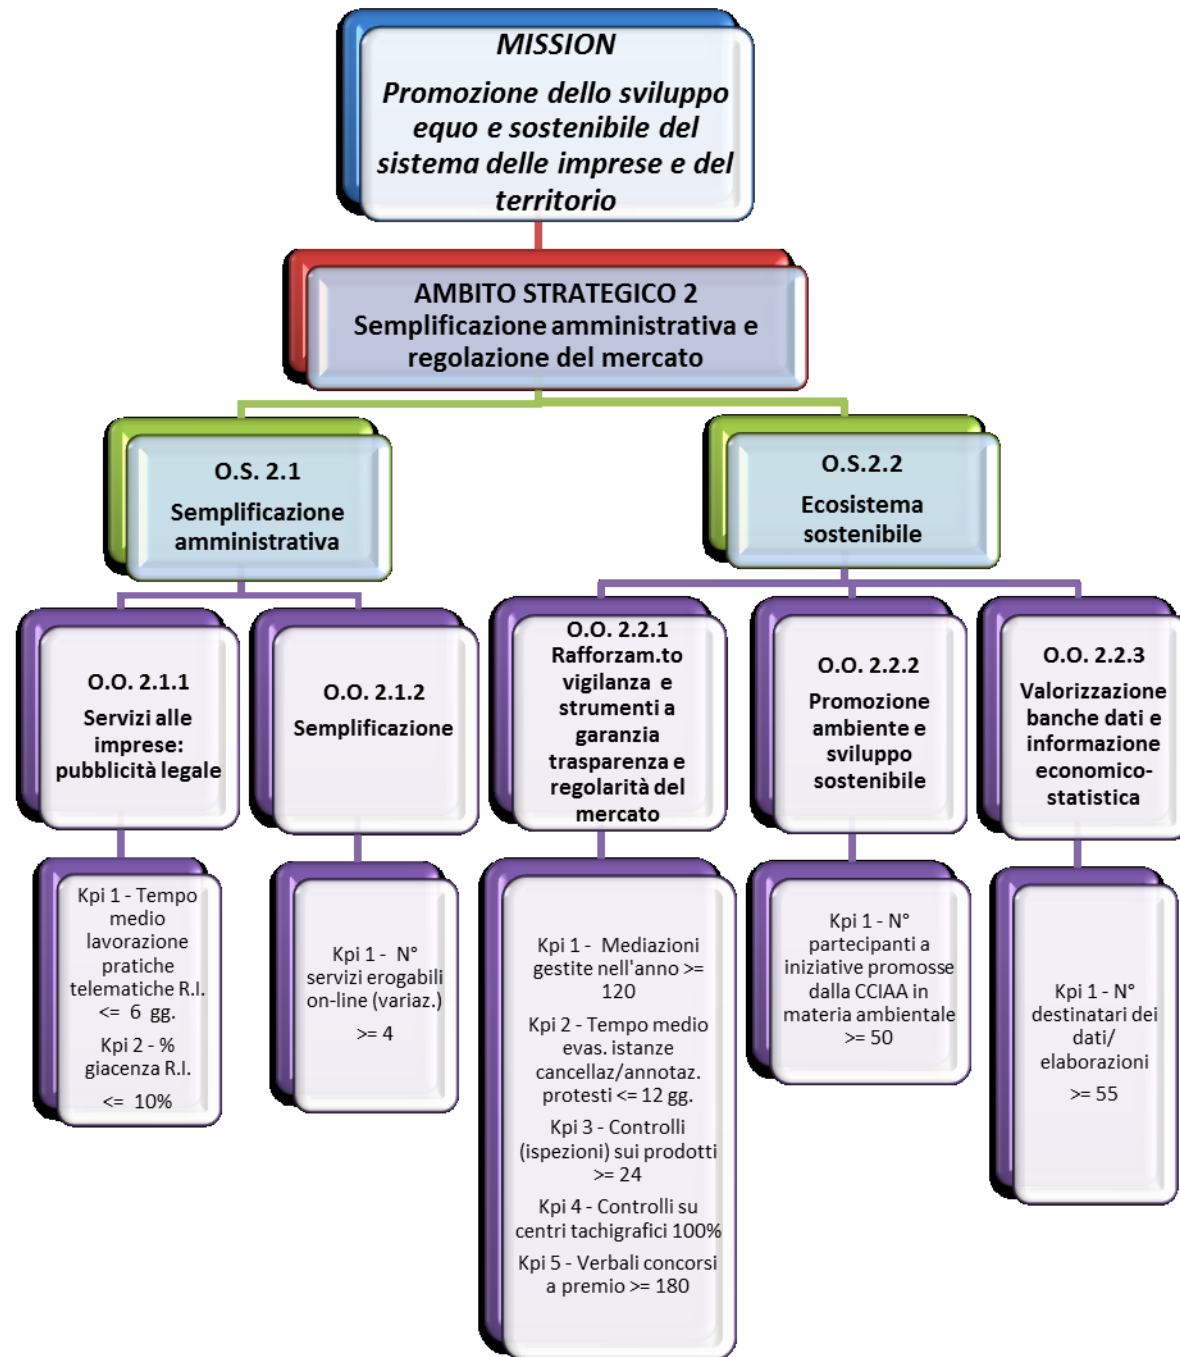 MISSION
Promozione dello sviluppo
equo e sostenibile del
sistema delle imprese e del
territorio
AMBITO STRATEGICO 2
Semplificazione amministrativa e
regolazione del mercato
O.S. 2.1
Semplificazione
amministrativa
O.S.2.2
Ecosistema
sostenibile
O.O. 2.1.1
Servizi alle
imprese:
pubblicità legale
O.O. 2.1.2
Semplificazione
O.O. 2.2.1
Rafforzam.to
vigilanza e
strumenti a
garanzia
trasparenza e
regolarità del
mercato
O.O. 2.2.2
Promozione
ambiente e
sviluppo
sostenibile
O.O. 2.2.3
Valorizzazione
banche dati e
informazione
economico-
statistica
Kpi 1 - Tempo
medio
lavorazione
pratiche
telematiche R.I.
<= 6 gg.
Kpi 2 - %
giacenza R.I.
<= 10%
Kpi 1 - N°
servizi erogabili
on-line (variaz.)
>= 4
Kpi 1 - Mediazioni
gestite nell'anno >=
120
Kpi 2 - Tempo medio
evas. istanze
cancellaz/annotaz.
protesti <= 12 gg.
Kpi 3 - Controlli
(ispezioni) sui prodotti
>= 24
Kpi 4 - Controlli su
centri tachigrafici 100%
Kpi 5 - Verbali concorsi
a premio >= 180
Kpi 1 - N°
partecipanti a
iniziative promosse
dalla CCIAA in
materia ambientale
>= 50
Kpi 1 - N°
destinatari dei
dati/
elaborazioni
>= 55